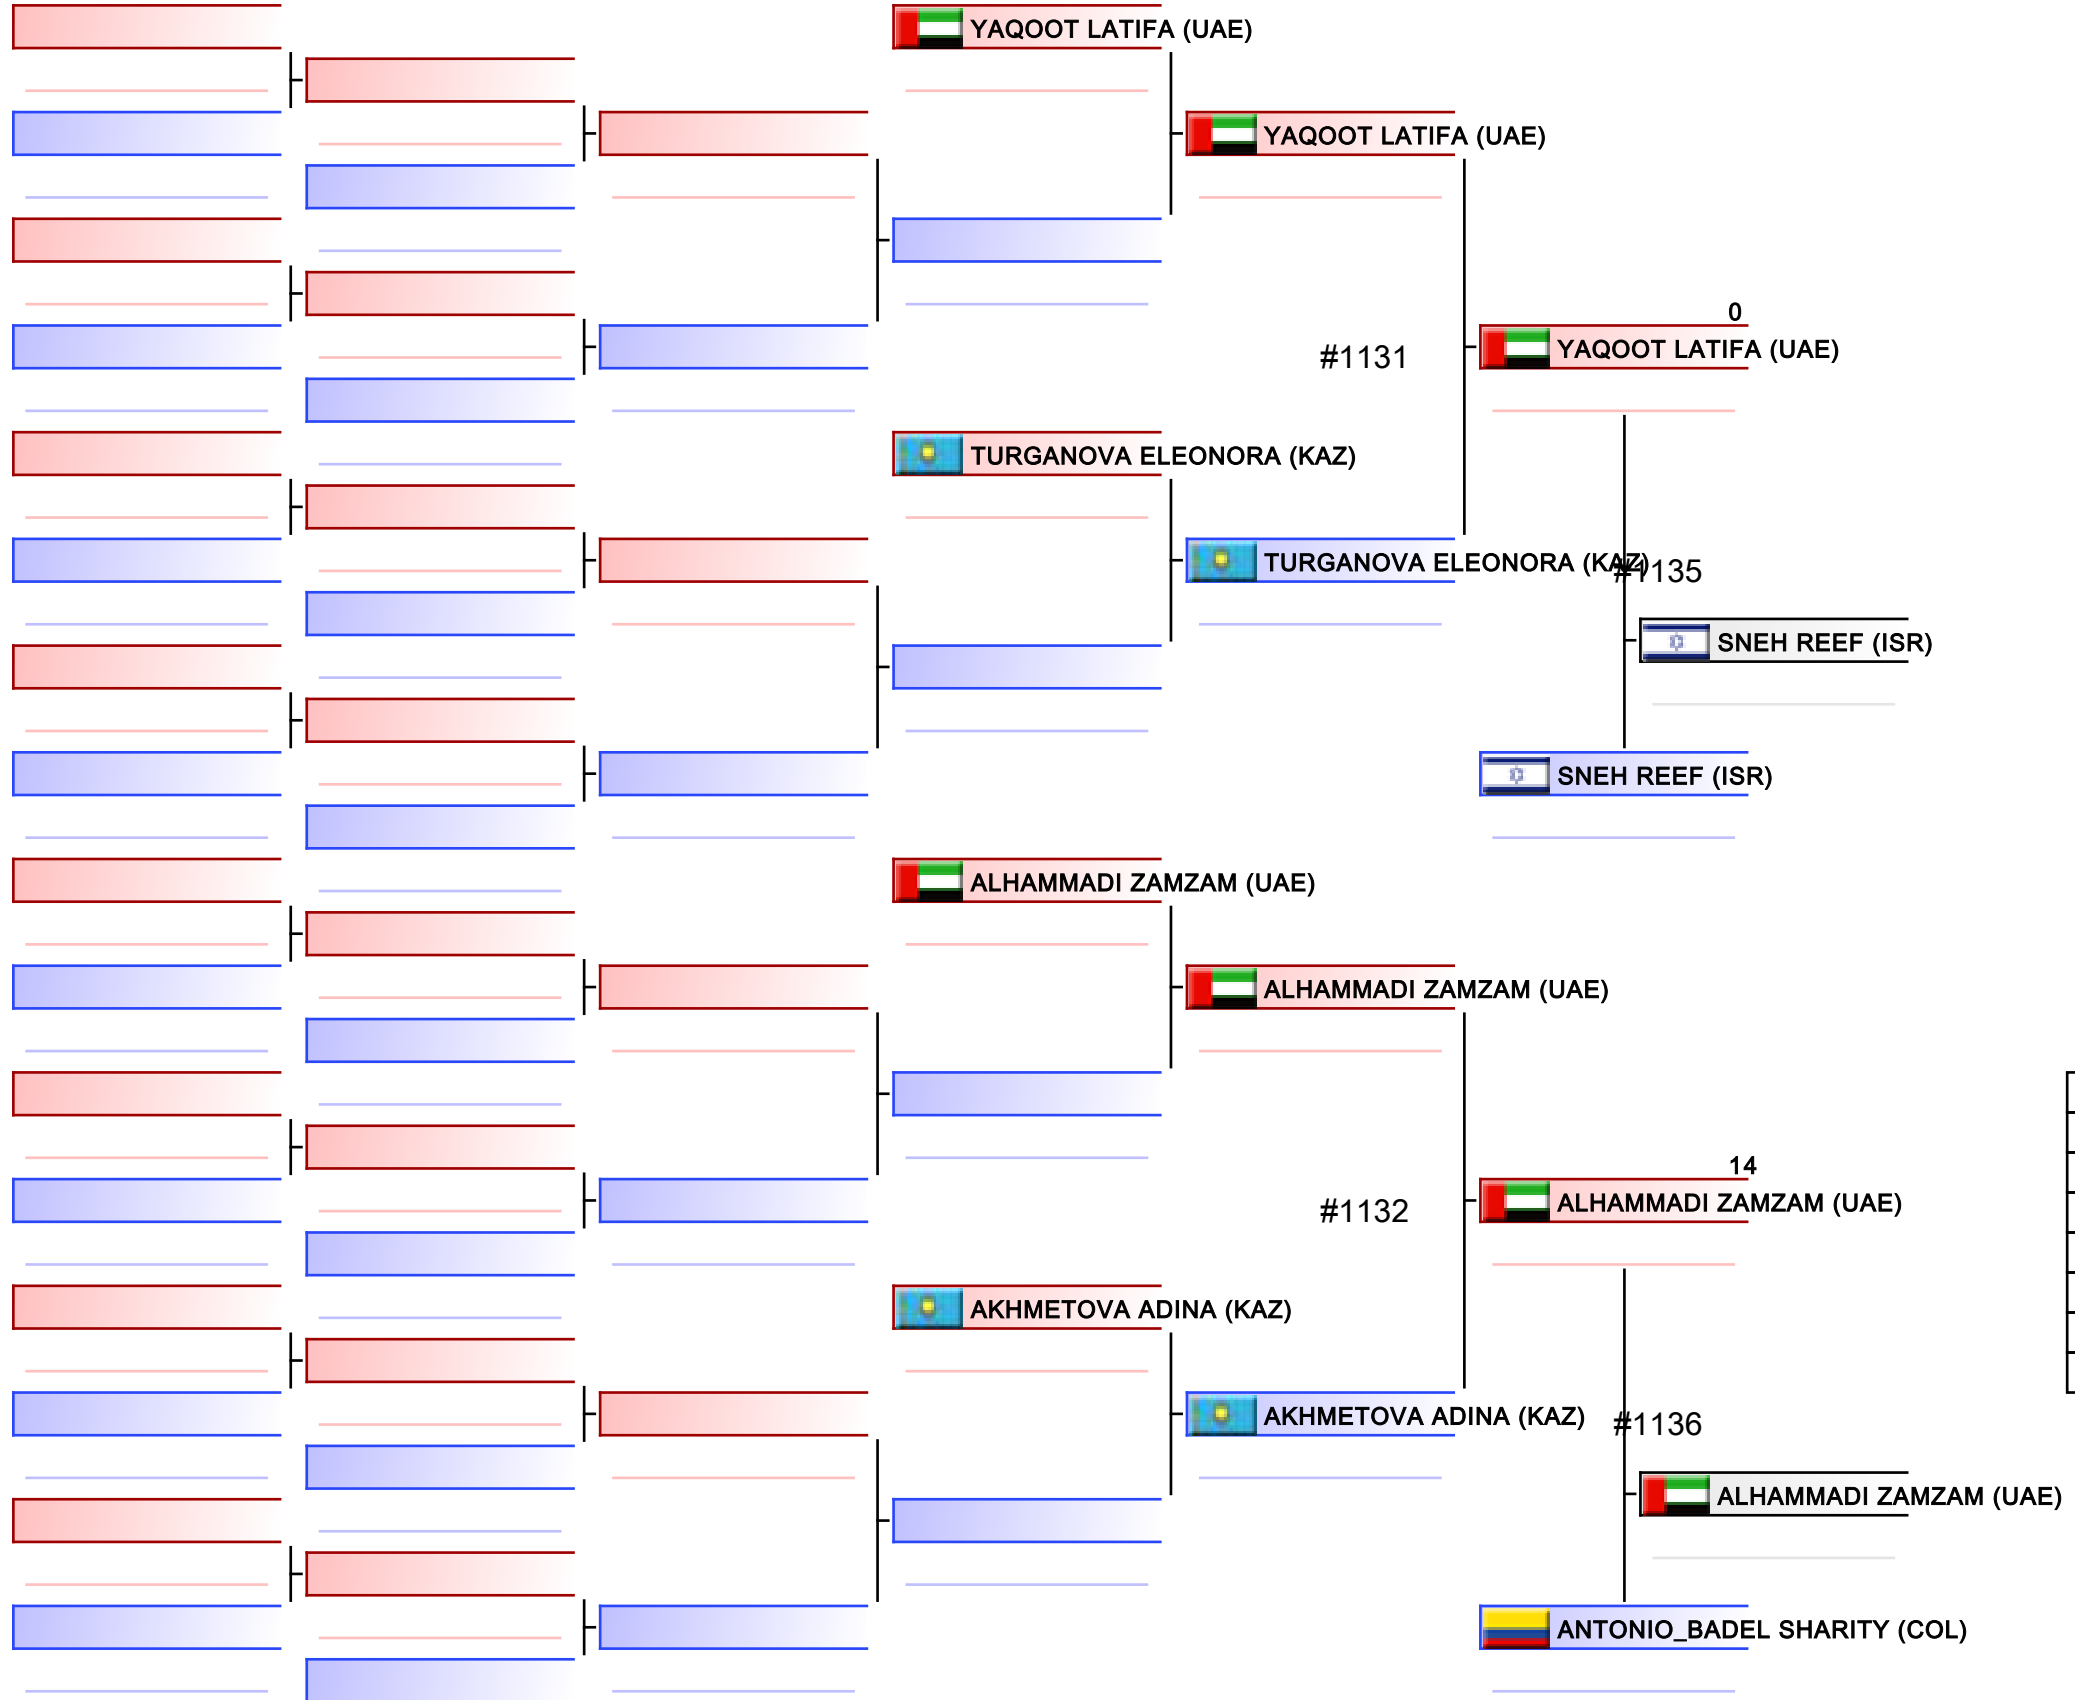 YAQOOT LATIFA (UAE)
YAQOOT LATIFA (UAE)
0
YAQOOT LATIFA (UAE)
#1131
TURGANOVA ELEONORA (KAZ)
TURGANOVA ELEONORA (KAZ)
#1135
SNEH REEF (ISR)
SNEH REEF (ISR)
ALHAMMADI ZAMZAM (UAE)
ALHAMMADI ZAMZAM (UAE)
14
ALHAMMADI ZAMZAM (UAE)
#1132
AKHMETOVA ADINA (KAZ)
AKHMETOVA ADINA (KAZ)
#1136
ALHAMMADI ZAMZAM (UAE)
ANTONIO_BADEL SHARITY (COL)